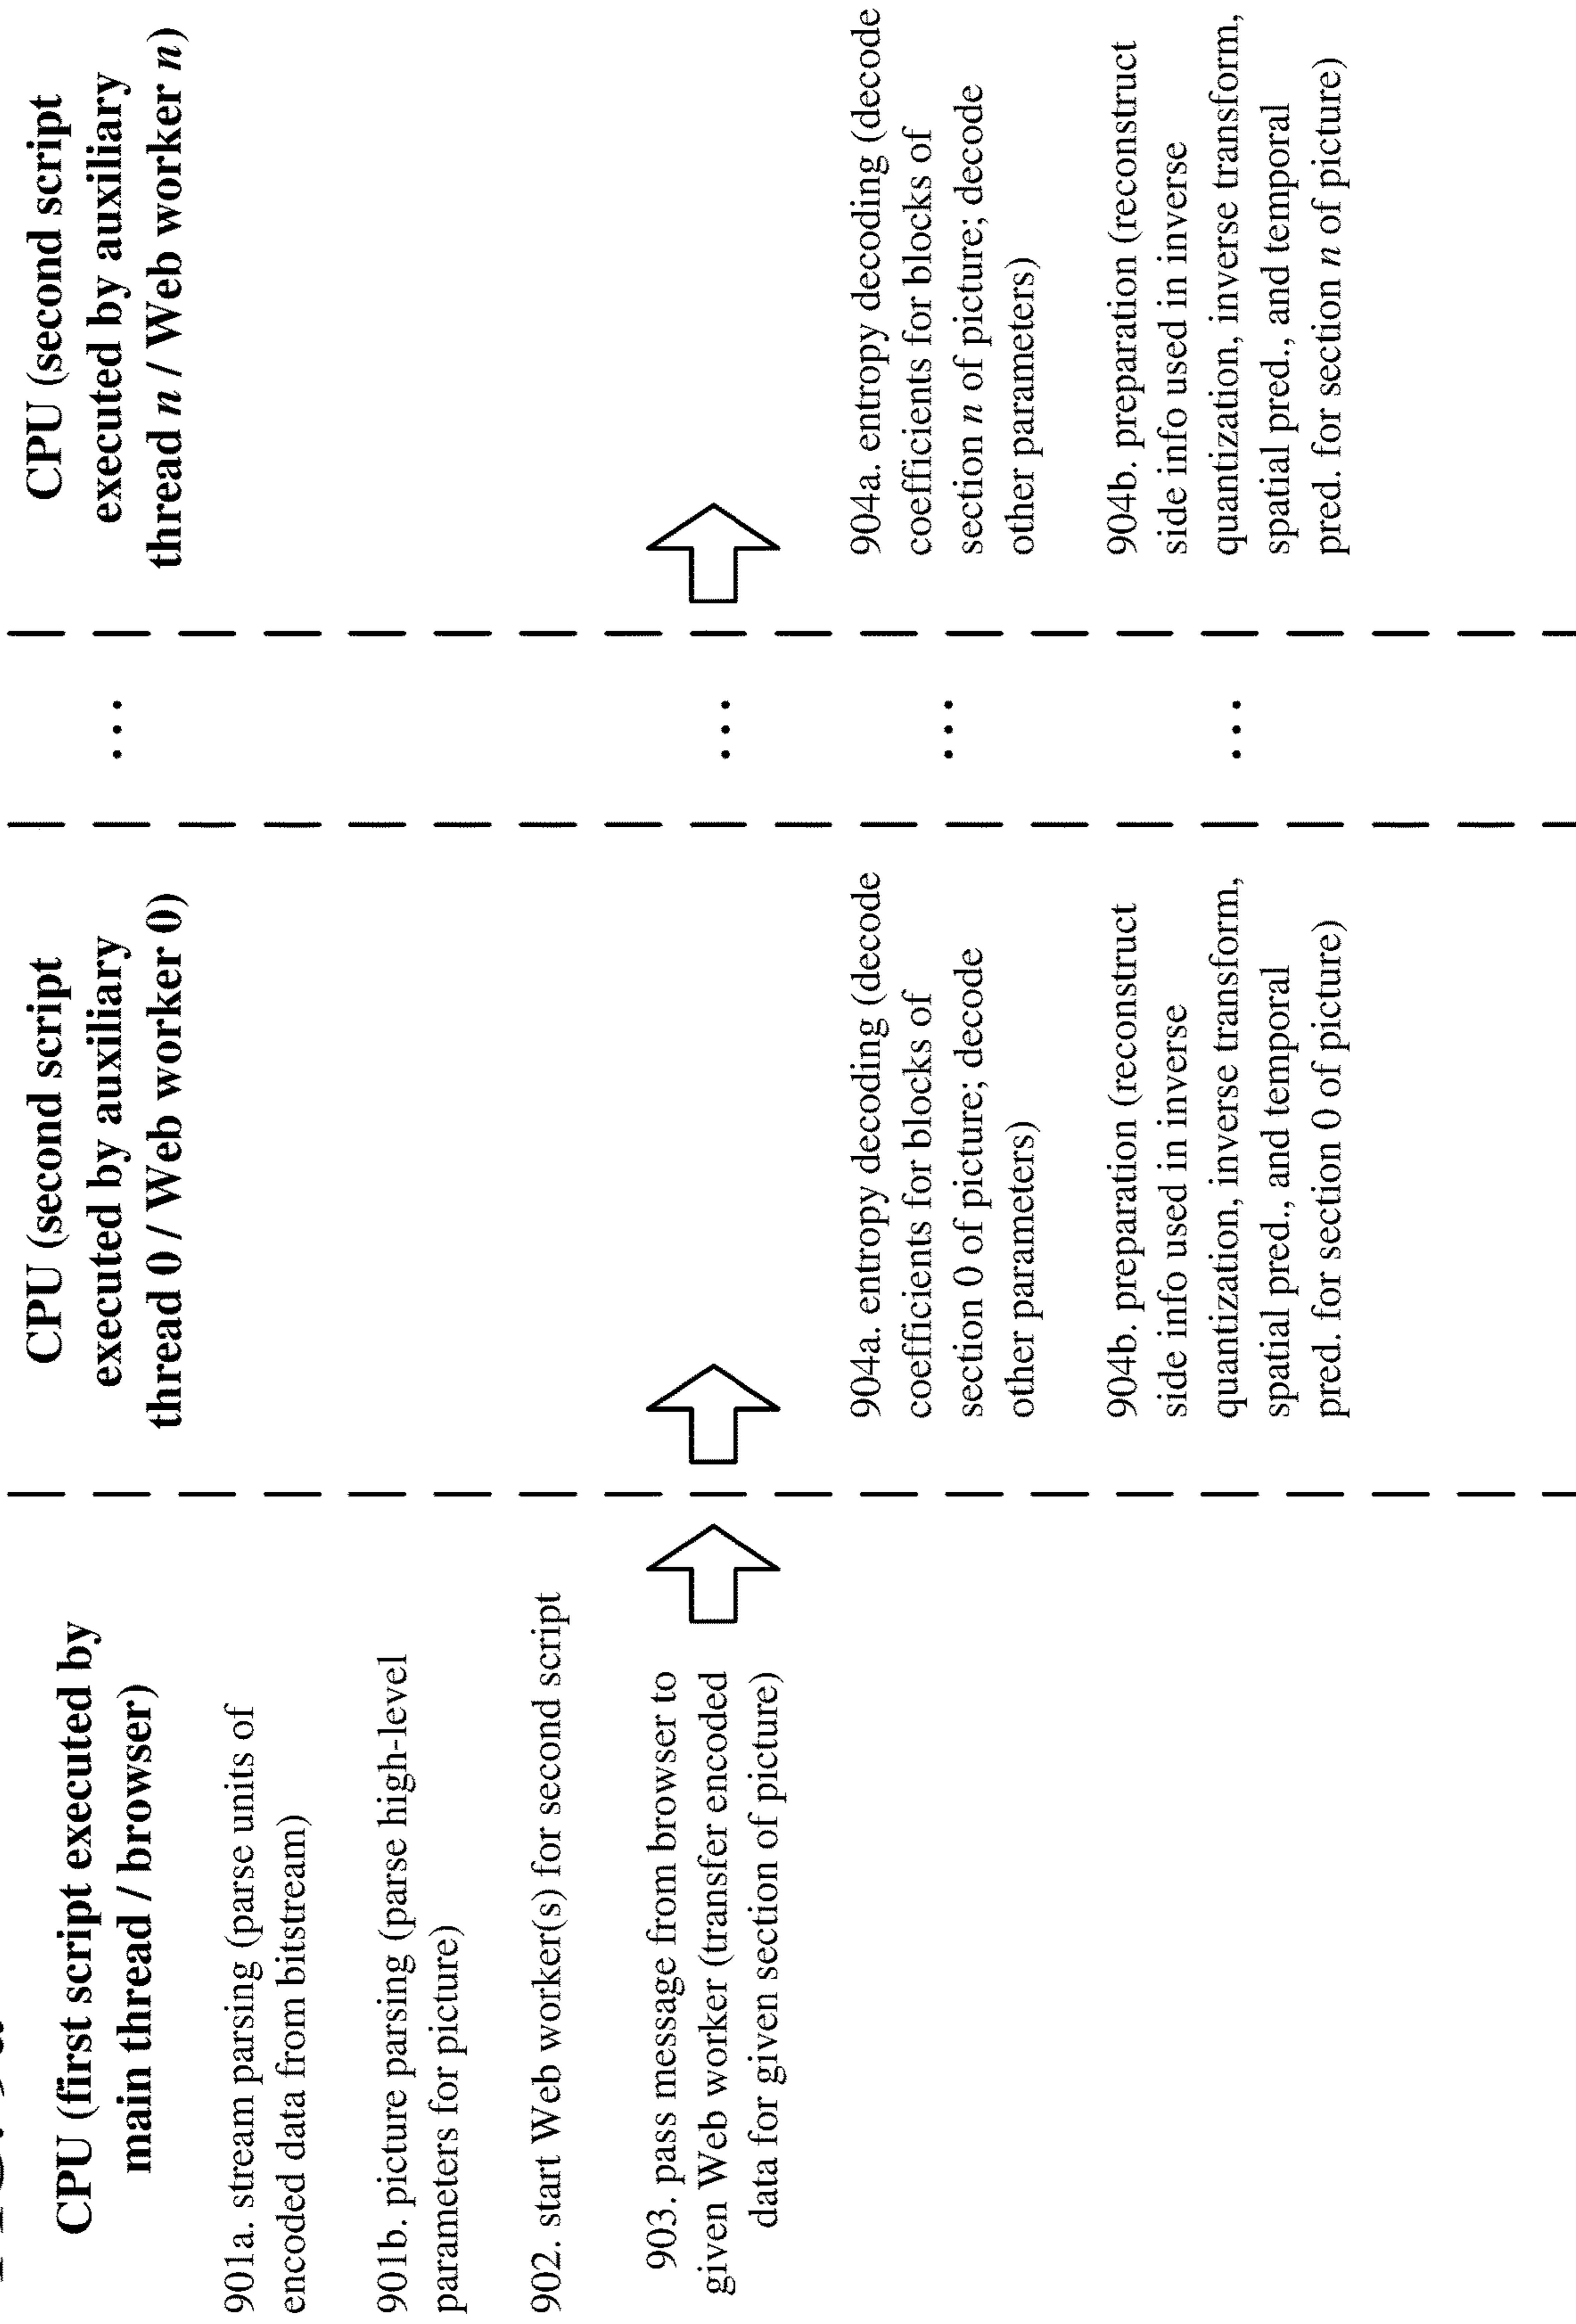 CPU (first script executed by
main thread / browser)
901a. stream parsing (parse units of
encoded data from bitstream)
901b. picture parsing (parse high-level
parameters for picture)
902. start Web worker(s) for second script
903. pass message from browser to
given Web worker (transfer encoded
data for given section of picture)
CPU (second script
executed by auxiliary
thread 0 / Web worker 0)
904a. entropy decoding (decode
coefficients for blocks of
section 0 of picture; decode
other parameters)
904b. preparation (reconstruct
side info used in inverse
quantization, inverse transform,
spatial pred., and temporal
pred. for section 0 of picture)
...
...
...
...
CPU (second script
executed by auxiliary
thread n / Web worker n)
904a. entropy decoding (decode
coefficients for blocks of
section n of picture; decode
other parameters)
904b. preparation (reconstruct
side info used in inverse
quantization, inverse transform,
spatial pred., and temporal
pred. for section n of picture)